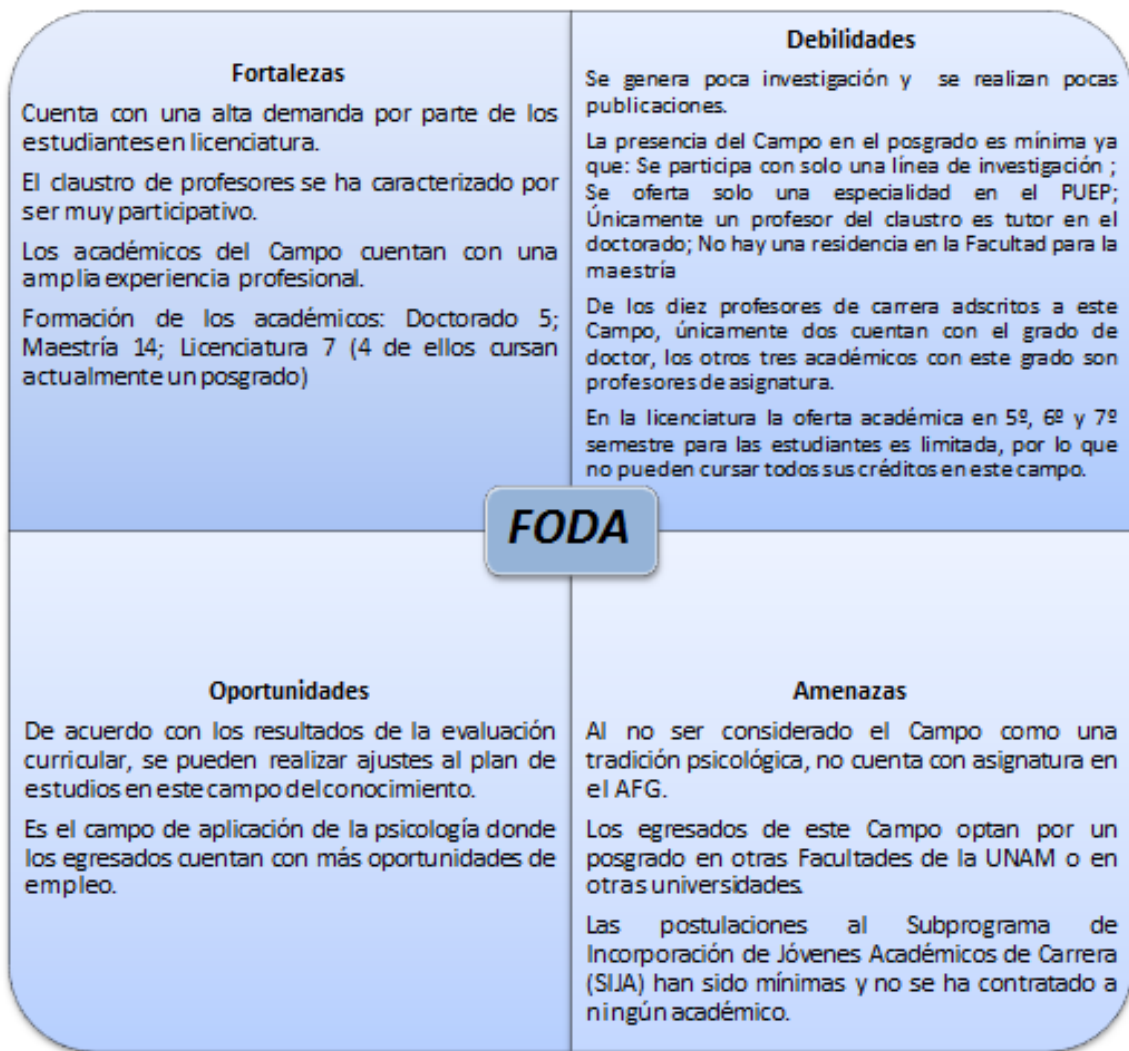 Fortalezas
Cuenta con una alta demanda por parte de los
estudiantes en licenciatura.
El claustro de profesores se ha caracterizado por
ser muy participativo.
Los académicos del Campo cuentan con una
amplia experiencia profesional.
Formación de los académicos: Doctorado 5;
Maestría 14; Licenciatura 7 (4 de ellos cursan
actualmente un posgrado)
Debilidades
Se genera poca investigación y se realizan pocas
publicaciones.
La presencia del Campo en el posgrado es mínima ya
que: Se participa con solo una línea de investigación ;
Se oferta solo una especialidad en el PUEP;
Únicamente un profesor del claustro es tutor en el
doctorado; No hay una residencia en la Facultad para la
maestría
De los diez profesores de carrera adscritos a este
Campo, únicamente dos cuentan con el grado de
doctor, los otros tres académicos con este grado son
profesores de asignatura.
En la licenciatura la oferta académica en 5º, 6º y 7º
semestre para las estudiantes es limitada, por lo que
no pueden cursar todos sus créditos en este campo.
FODA
Oportunidades
De acuerdo con los resultados de la evaluación
curricular, se pueden realizar ajustes al plan de
estudios en este campo del conocimiento.
Es el campo de aplicación de la psicología donde
los egresados cuentan con más oportunidades de
empleo.
Amenazas
Al no ser considerado el Campo como una
tradición psicológica, no cuenta con asignatura en
el AFG.
Los egresados de este Campo optan por un
posgrado en otras Facultades de la UNAM o en
otras universidades.
Las postulaciones al Subprograma de
Incorporación de Jóvenes Académicos de Carrera
(SIJA) han sido mínimas y no se ha contratado a
ningún académico.